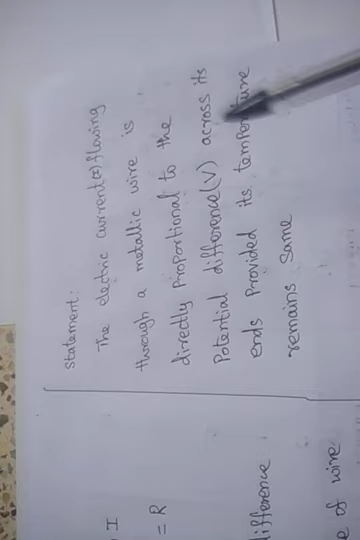 statement:
The electric current(I) flowing
through a metallic wire is
directly proportional to the
Potential difference(V) across its
ends Provided its temperature
remains same
I
= R
difference
e of wire